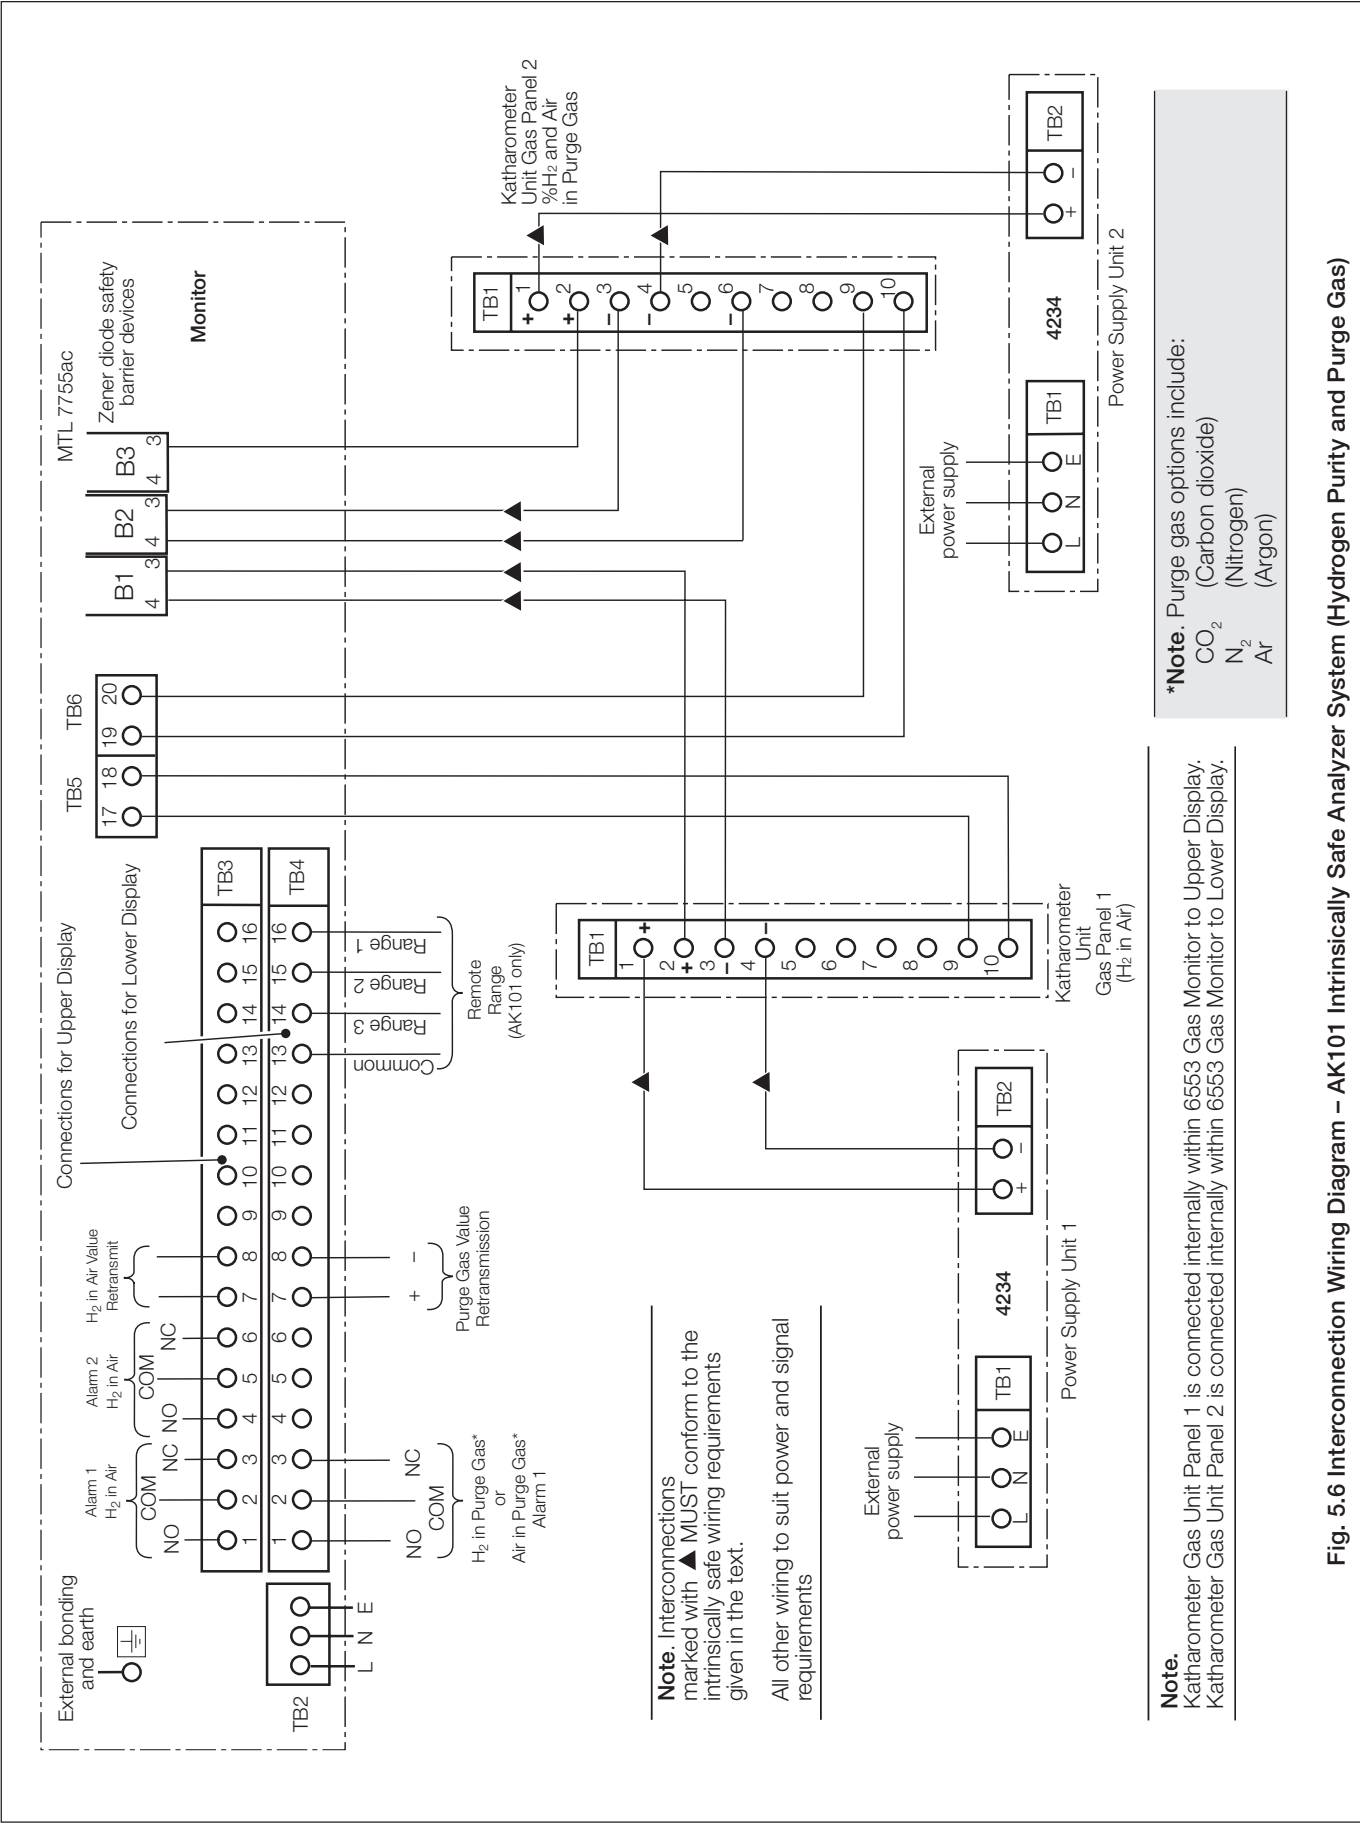 External bonding
and earth
TB2
L
N
E
Connections for Upper Display
Connections for Lower Display
Alarm 1
H2 in Air
NO
COM
NC
Alarm 2
H2 in Air
NO
COM
NC
H2 in Air Value
Retransmit
1 2 3 4 5 6 7 8 9 10 11 12 13 14 15 16
TB3
1 2 3 4 5 6 7 8 9 10 11 12 13 14 15 16
TB4
NO
COM
NC
H2 in Purge Gas*
or
Air in Purge Gas*
Alarm 1
+ –
Purge Gas Value
Retransmission
Common
Range 3
Range 2
Range 1
Remote
Range
(AK101 only)
TB5
TB6
17 18 19 20
MTL 7755ac
B1
4 3
B2
4 3
B3
4 3
Zener diode safety
barrier devices
Monitor
Katharometer
Unit Gas Panel 2
%H2 and Air
in Purge Gas
TB1
+ 1
+ 2
– 3
– 4
5
– 6
7
8
9
10
TB1
1 +
2 +
3 –
4 –
5
6
7
8
9
10
Katharometer
Unit
Gas Panel 1
(H2 in Air)
External
power supply
L N E
TB1
4234
+ –
TB2
Power Supply Unit 1
External
power supply
L N E
TB1
4234
+ –
TB2
Power Supply Unit 2
Note. Interconnections
marked with ▲ MUST conform to the
intrinsically safe wiring requirements
given in the text.
All other wiring to suit power and signal
requirements
Note.
Katharometer Gas Unit Panel 1 is connected internally within 6553 Gas Monitor to Upper Display.
Katharometer Gas Unit Panel 2 is connected internally within 6553 Gas Monitor to Lower Display.
*Note. Purge gas options include:
CO2 (Carbon dioxide)
N2 (Nitrogen)
Ar (Argon)
Fig. 5.6 Interconnection Wiring Diagram – AK101 Intrinsically Safe Analyzer System (Hydrogen Purity and Purge Gas)